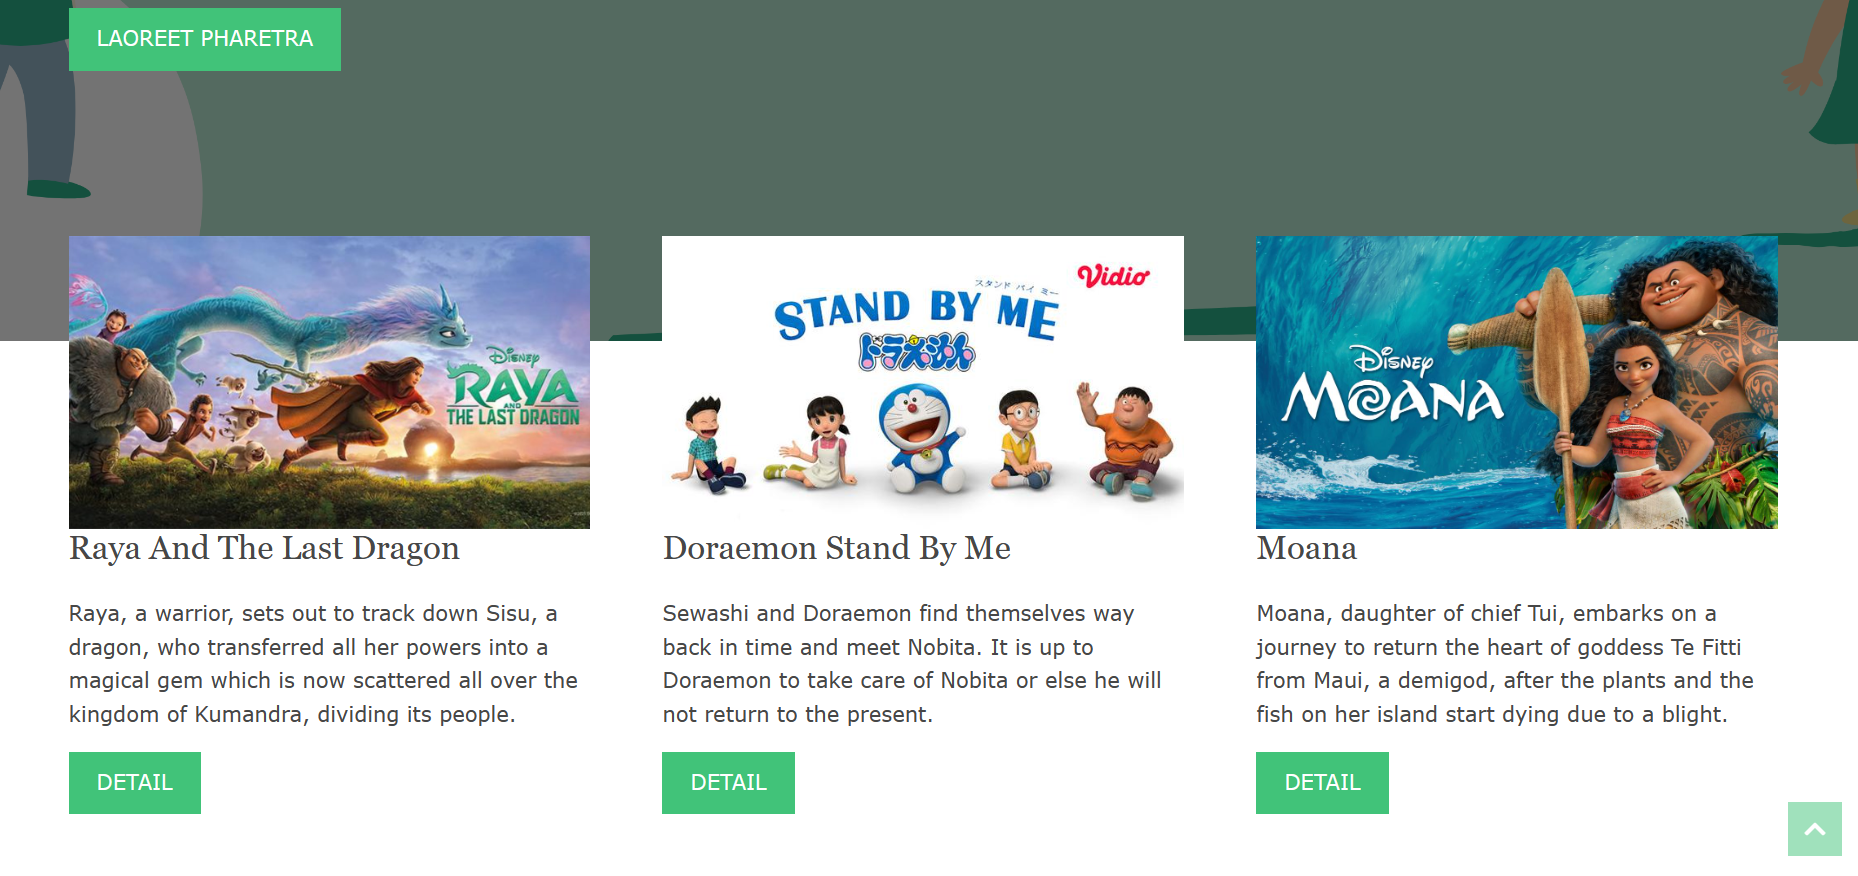 LAOREET PHARETRA
DISNEY
RAYA
AND
THE LAST DRAGON
Raya And The Last Dragon
Raya, a warrior, sets out to track down Sisu, a
dragon, who transferred all her powers into a
magical gem which is now scattered all over the
kingdom of Kumandra, dividing its people.
DETAIL
Vidio
スタンド バイ ミー
STAND BY ME
ドラえもん
Doraemon Stand By Me
Sewashi and Doraemon find themselves way
back in time and meet Nobita. It is up to
Doraemon to take care of Nobita or else he will
not return to the present.
DETAIL
DISNEY
MOANA
Moana
Moana, daughter of chief Tui, embarks on a
journey to return the heart of goddess Te Fitti
from Maui, a demigod, after the plants and the
fish on her island start dying due to a blight.
DETAIL